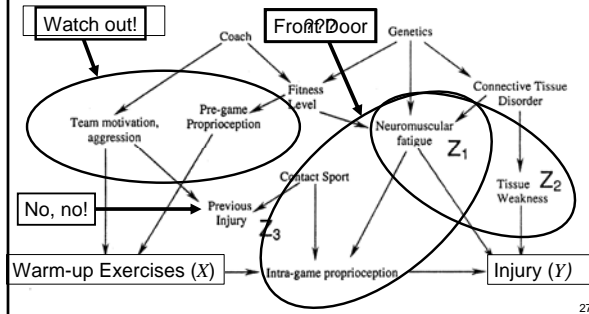 Watch out!
Front Door
Coach
Genetics
Fitness
Level
Connective Tissue
Disorder
Pre-game
Proprioception
Team motivation,
aggression
Neuromuscular
fatigue
Z1
Tissue
Weakness
Z2
Contact Sport
No, no!
Previous
Injury
Z3
Warm-up Exercises (X)
Intra-game proprioception
Injury (Y)
27